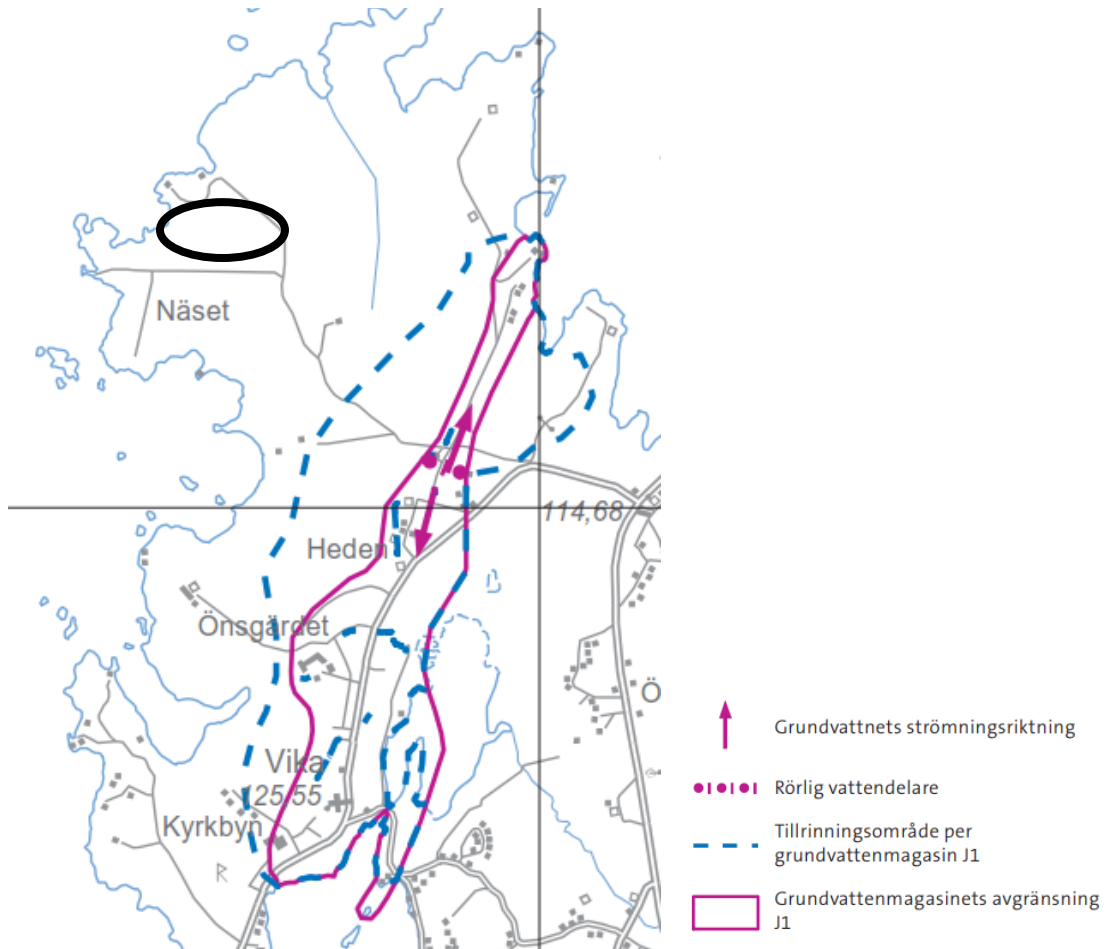 Näset
114,68
Heden
Önsgärdet
Ö
Vika
125,55
Kyrkbyn
R
Grundvattnets strömningsriktning
Rörlig vattendelare
Tillrinningsområde per
grundvattenmagasin J1
Grundvattenmagasinets avgränsning
J1